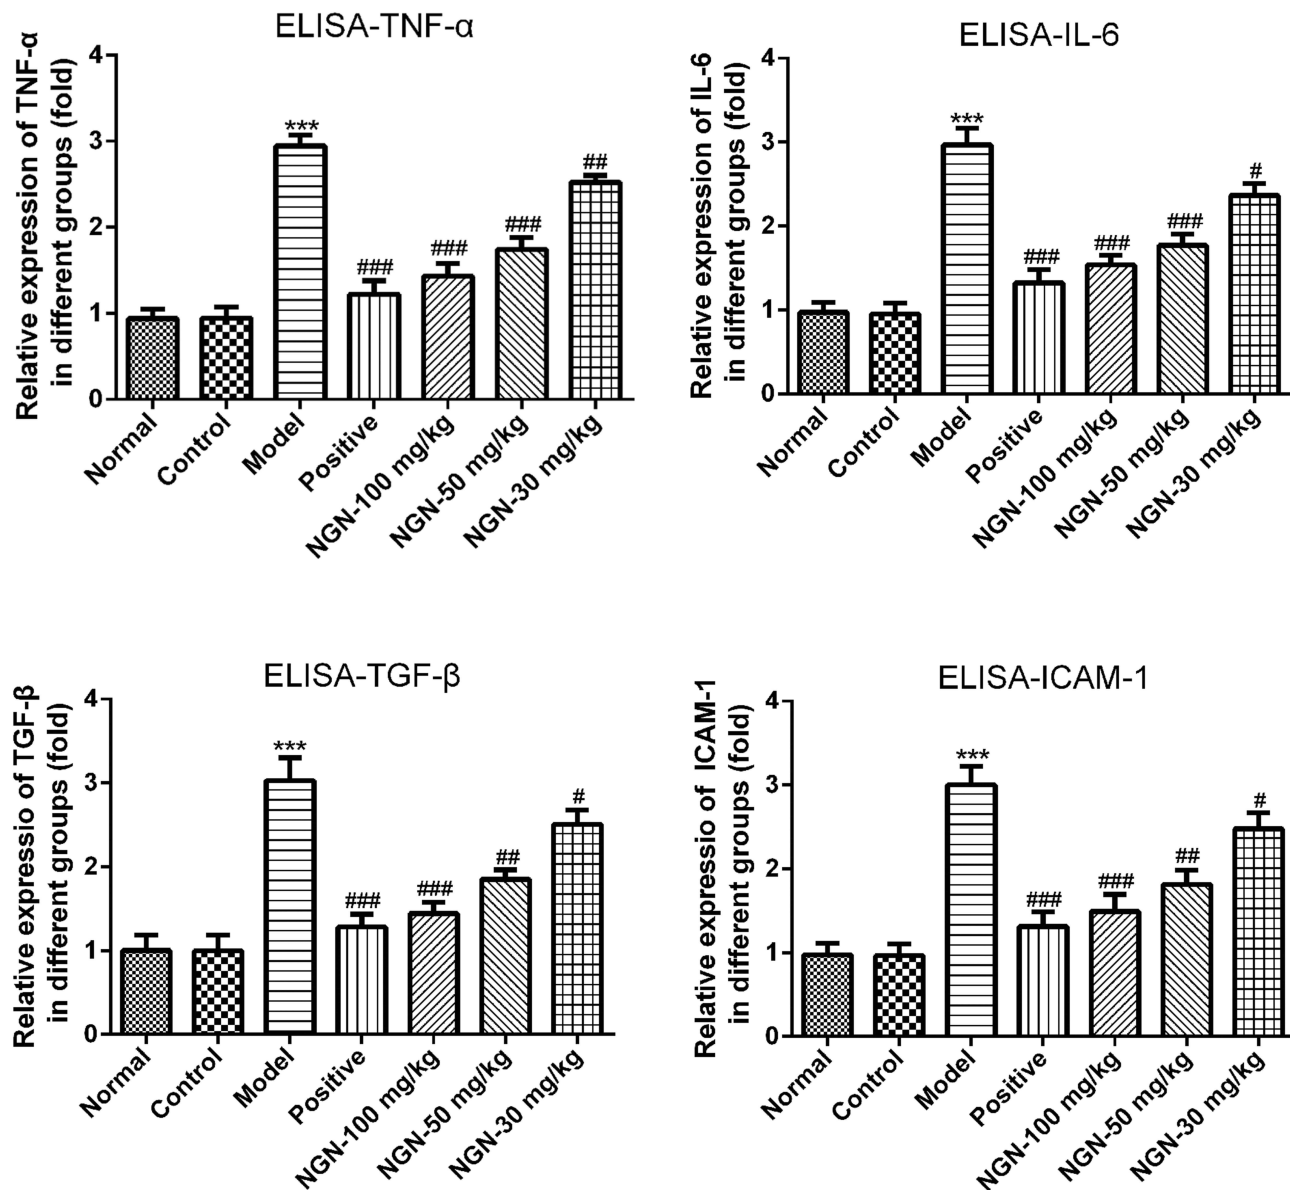 ELISA-TNF-α
Relative expression of TNF-α
in different groups (fold)
4
3
2
1
0
***
###
###
###
##
Normal
Control
Model
Positive
NGN-100 mg/kg
NGN-50 mg/kg
NGN-30 mg/kg
ELISA-IL-6
Relative expression of IL-6
in different groups (fold)
4
3
2
1
0
***
###
###
###
#
Normal
Control
Model
Positive
NGN-100 mg/kg
NGN-50 mg/kg
NGN-30 mg/kg
ELISA-TGF-β
Relative expressio of TGF-β
in different groups (fold)
4
3
2
1
0
***
###
###
##
#
Normal
Control
Model
Positive
NGN-100 mg/kg
NGN-50 mg/kg
NGN-30 mg/kg
ELISA-ICAM-1
Relative expressio of ICAM-1
in different groups (fold)
4
3
2
1
0
***
###
###
##
#
Normal
Control
Model
Positive
NGN-100 mg/kg
NGN-50 mg/kg
NGN-30 mg/kg